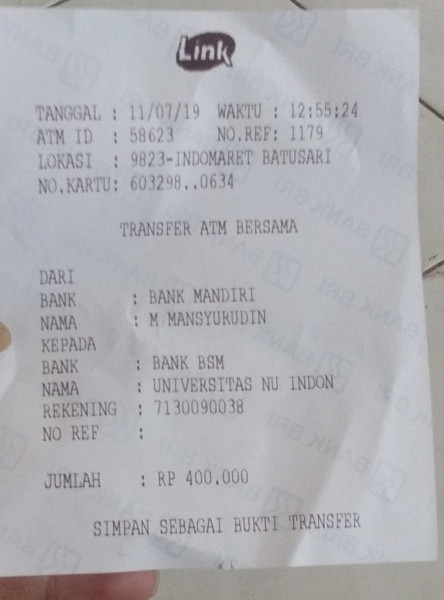 Link
TANGGAL : 11/07/19 WAKTU : 12:55:24
ATM ID : 58623 NO.REF: 1179
LOKASI : 9823-INDOMARET BATUSARI
NO.KARTU: 603298..0634
TRANSFER ATM BERSAMA
DARI
BANK : BANK MANDIRI
NAMA : M MANSYURUDIN
KEPADA
BANK : BANK BSM
NAMA : UNIVERSITAS NU INDON
REKENING : 7130090038
NO REF :
JUMLAH : RP 400.000
SIMPAN SEBAGAI BUKTI TRANSFER